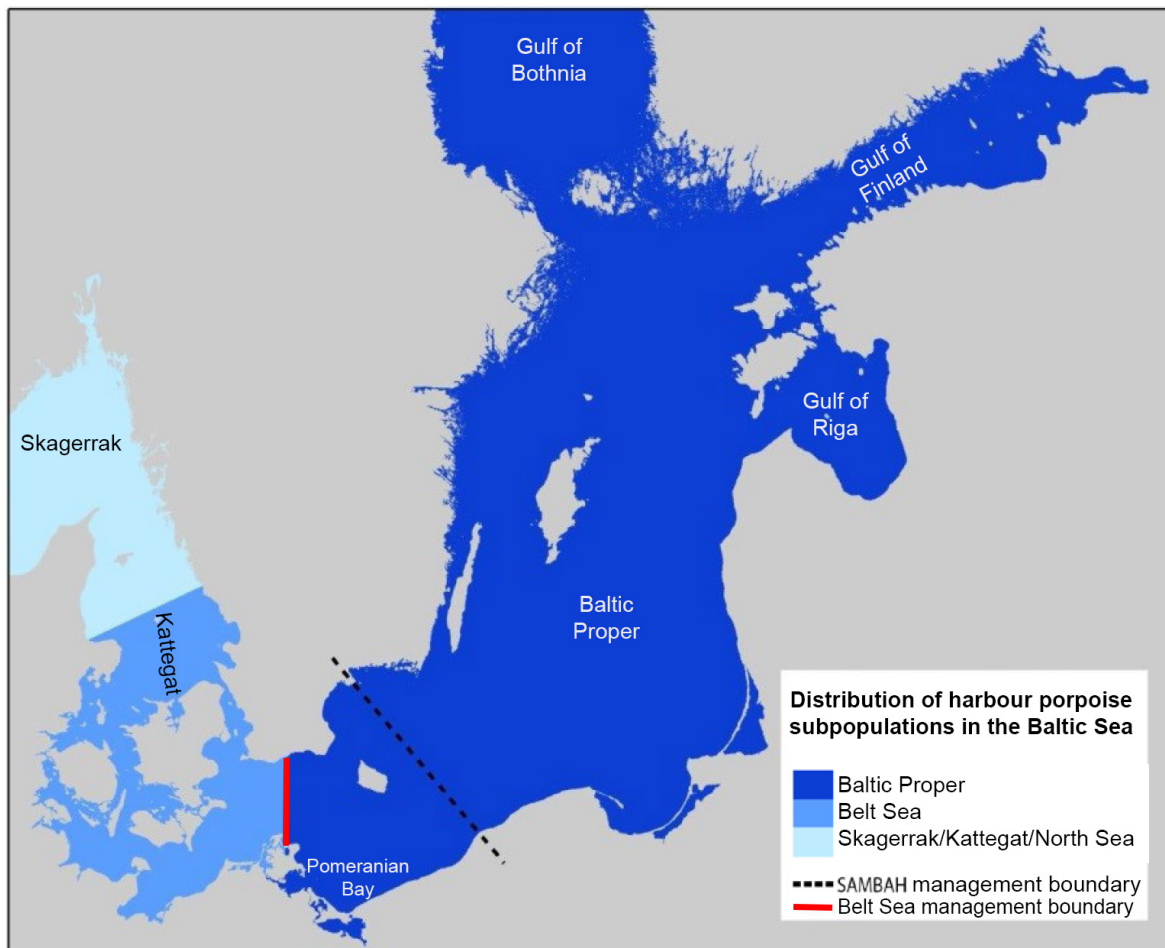 Gulf of
Bothnia
Gulf of
Finland
Skagerrak
Gulf of
Riga
Kattegat
Baltic
Proper
Pomeranian
Bay
Distribution of harbour porpoise
subpopulations in the Baltic Sea
Baltic Proper
Belt Sea
Skagerrak/Kattegat/North Sea
SAMBAH management boundary
Belt Sea management boundary